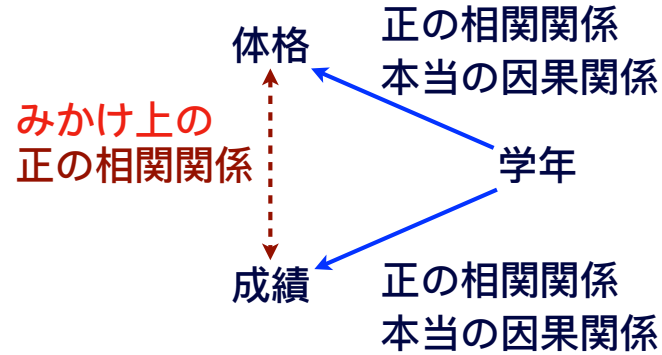 体格
正の相関関係
本当の因果関係
みかけ上の
正の相関関係
学年
成績
正の相関関係
本当の因果関係